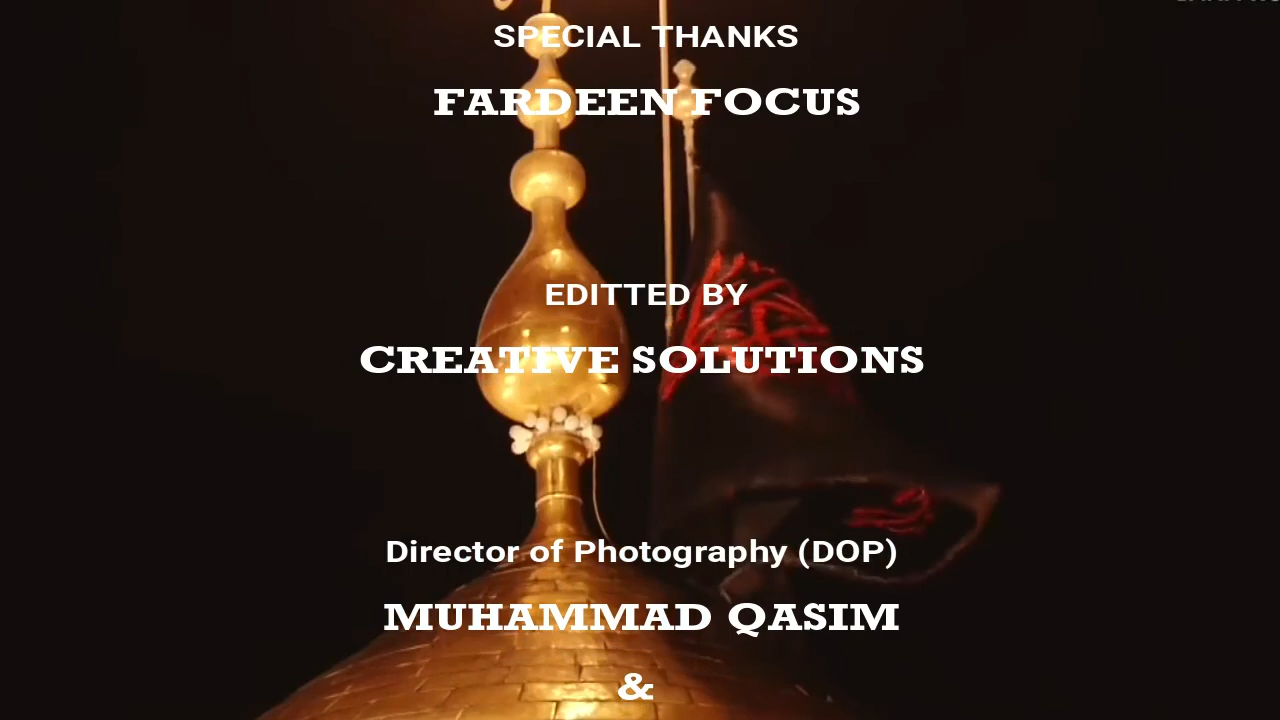 SPECIAL THANKS
FARDEEN FOCUS
EDITTED BY
CREATIVE SOLUTIONS
Director of Photography (DOP)
MUHAMMAD QASIM
&